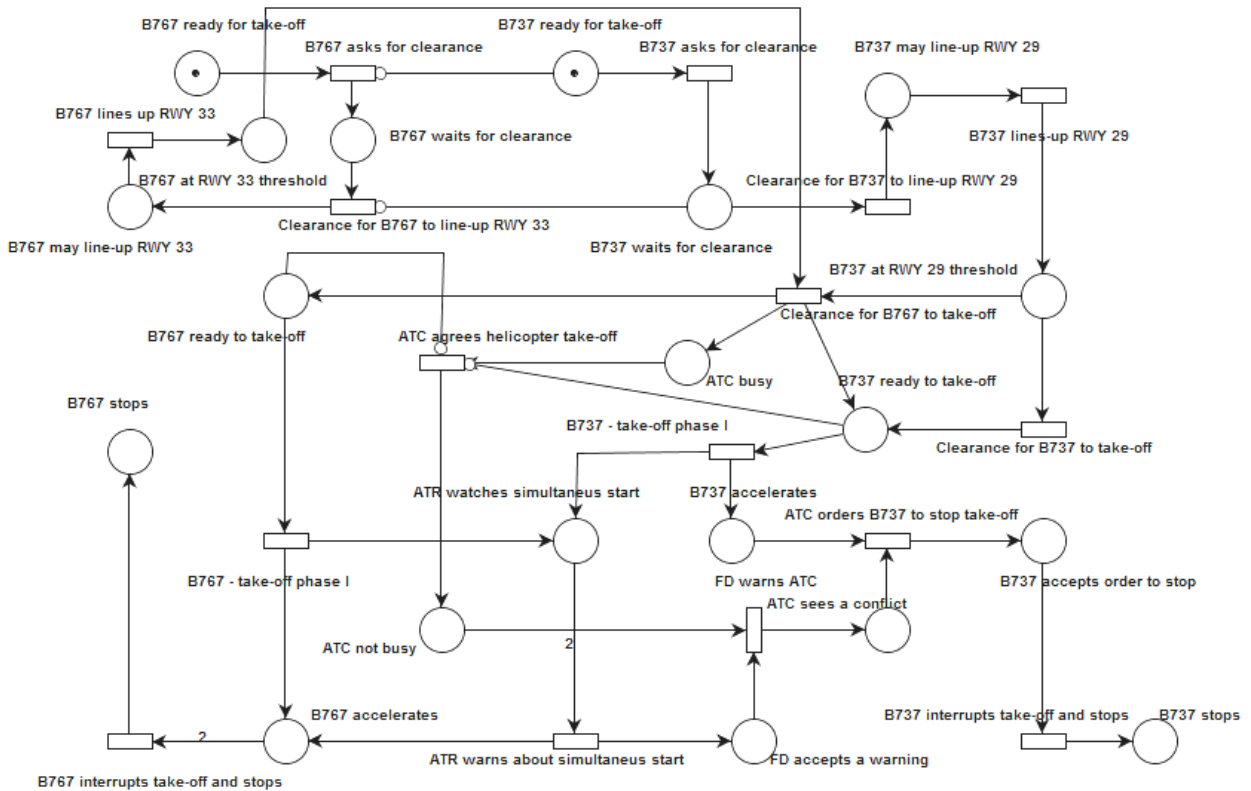 B767 ready for take-off
B737 ready for take-off
B767 asks for clearance
B737 asks for clearance
B737 may line-up RWY 29
B767 lines up RWY 33
B767 waits for clearance
B737 lines-up RWY 29
B767 at RWY 33 threshold
Clearance for B737 to line-up RWY 29
Clearance for B767 to line-up RWY 33
B767 may line-up RWY 33
B737 waits for clearance
B737 at RWY 29 threshold
Clearance for B767 to take-off
B767 ready to take-off
ATC agrees helicopter take-off
ATC busy
B737 ready to take-off
B767 stops
B737 - take-off phase I
Clearance for B737 to take-off
ATR watches simultaneus start
B737 accelerates
ATC orders B737 to stop take-off
B767 - take-off phase I
FD warns ATC
B737 accepts order to stop
ATC sees a conflict
ATC not busy
2
B767 accelerates
B737 interrupts take-off and stops
B737 stops
2
ATR warns about simultaneus start
FD accepts a warning
B767 interrupts take-off and stops